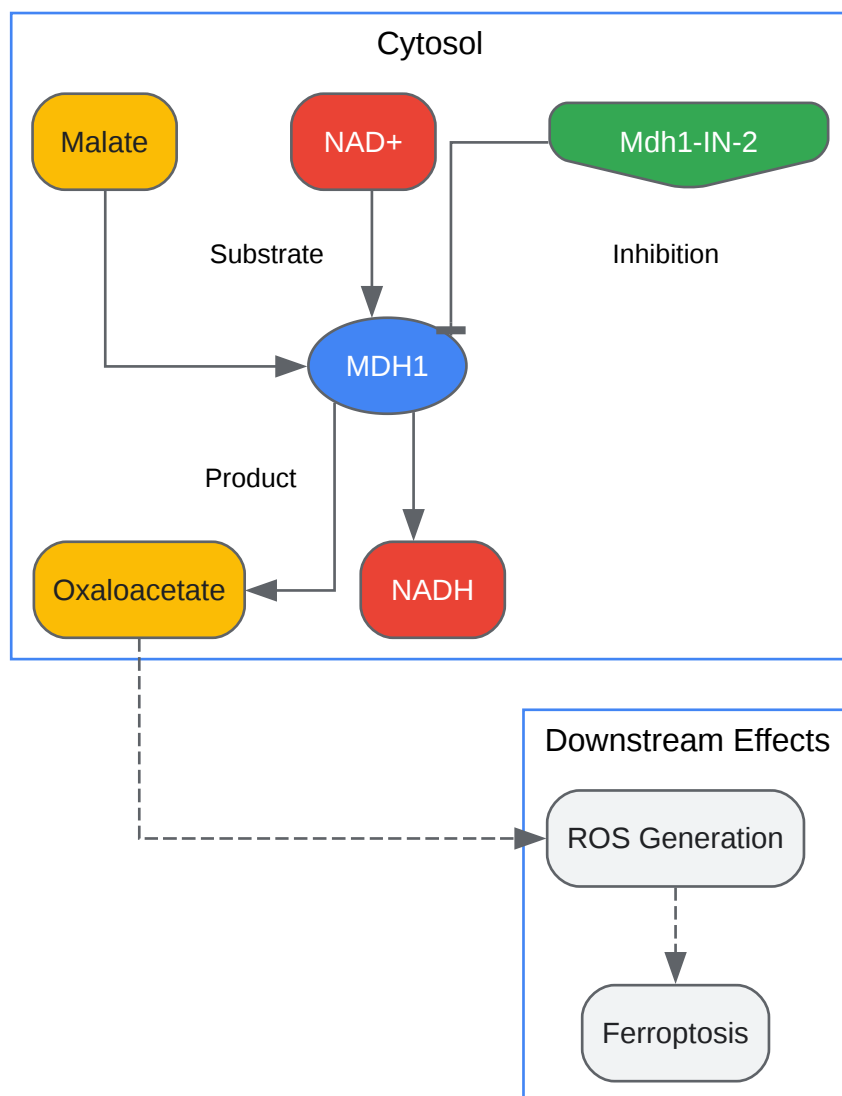 Cytosol
Malate
NAD+
Mdh1-IN-2
Substrate
Inhibition
MDH1
Product
Oxaloacetate
NADH
Downstream Effects
ROS Generation
Ferroptosis